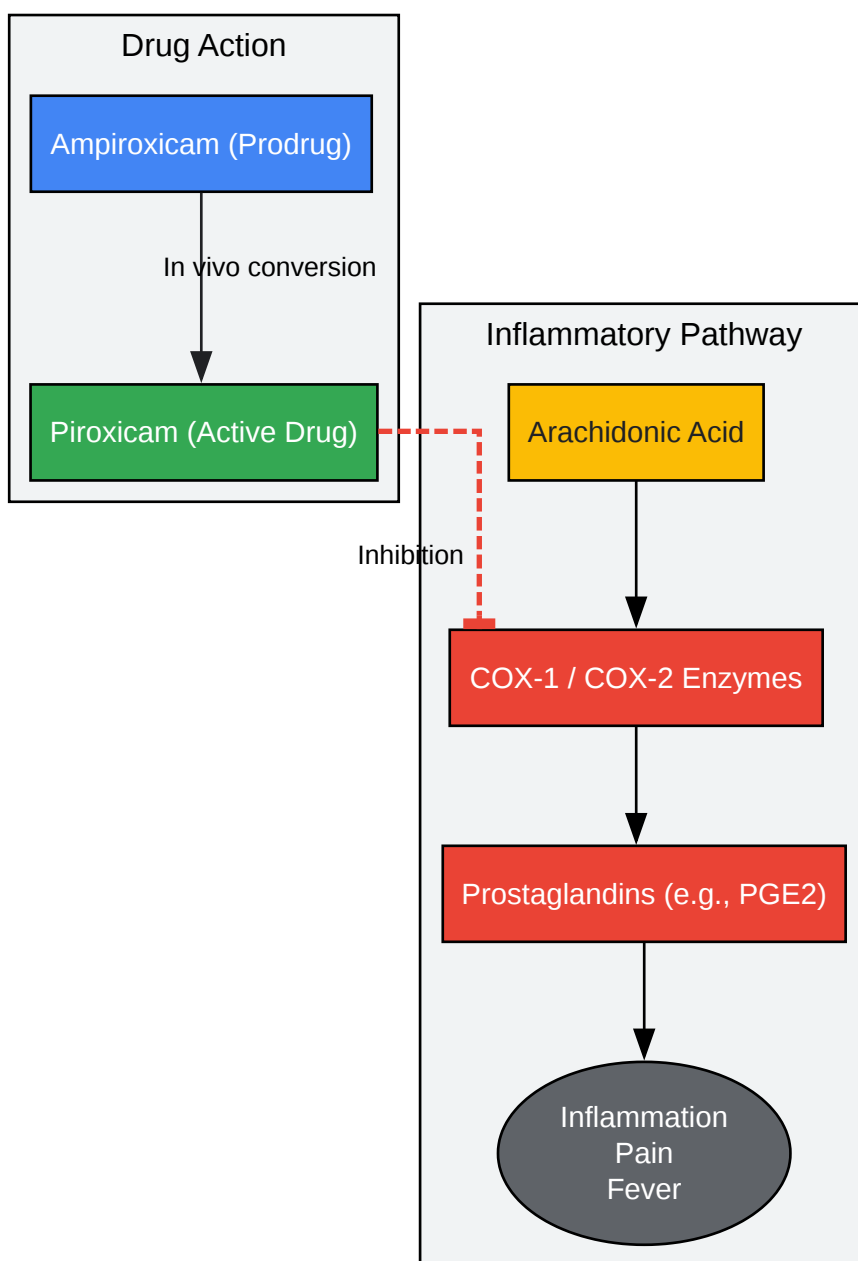 Drug Action
Ampiroxicam (Prodrug)
In vivo conversion
Piroxicam (Active Drug)
Inflammatory Pathway
Arachidonic Acid
Inhibition
COX-1 / COX-2 Enzymes
Prostaglandins (e.g., PGE2)
Inflammation
Pain
Fever